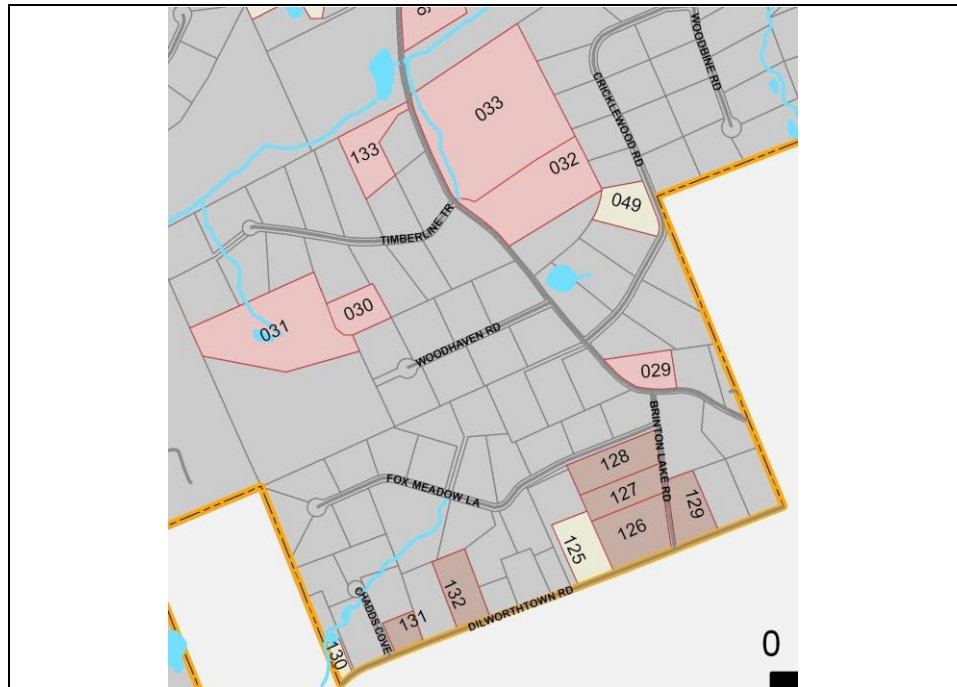 033
WOODBINE RD
CRICKLEWOOD RD
133
032
049
TIMBERLINE TR
031
030
WOODHAVEN RD
029
BRINTON LAKE RD
128
127
129
126
FOX MEADOW LA
125
132
DILWORTHTOWN RD
131
CHADDS COVE
130
0